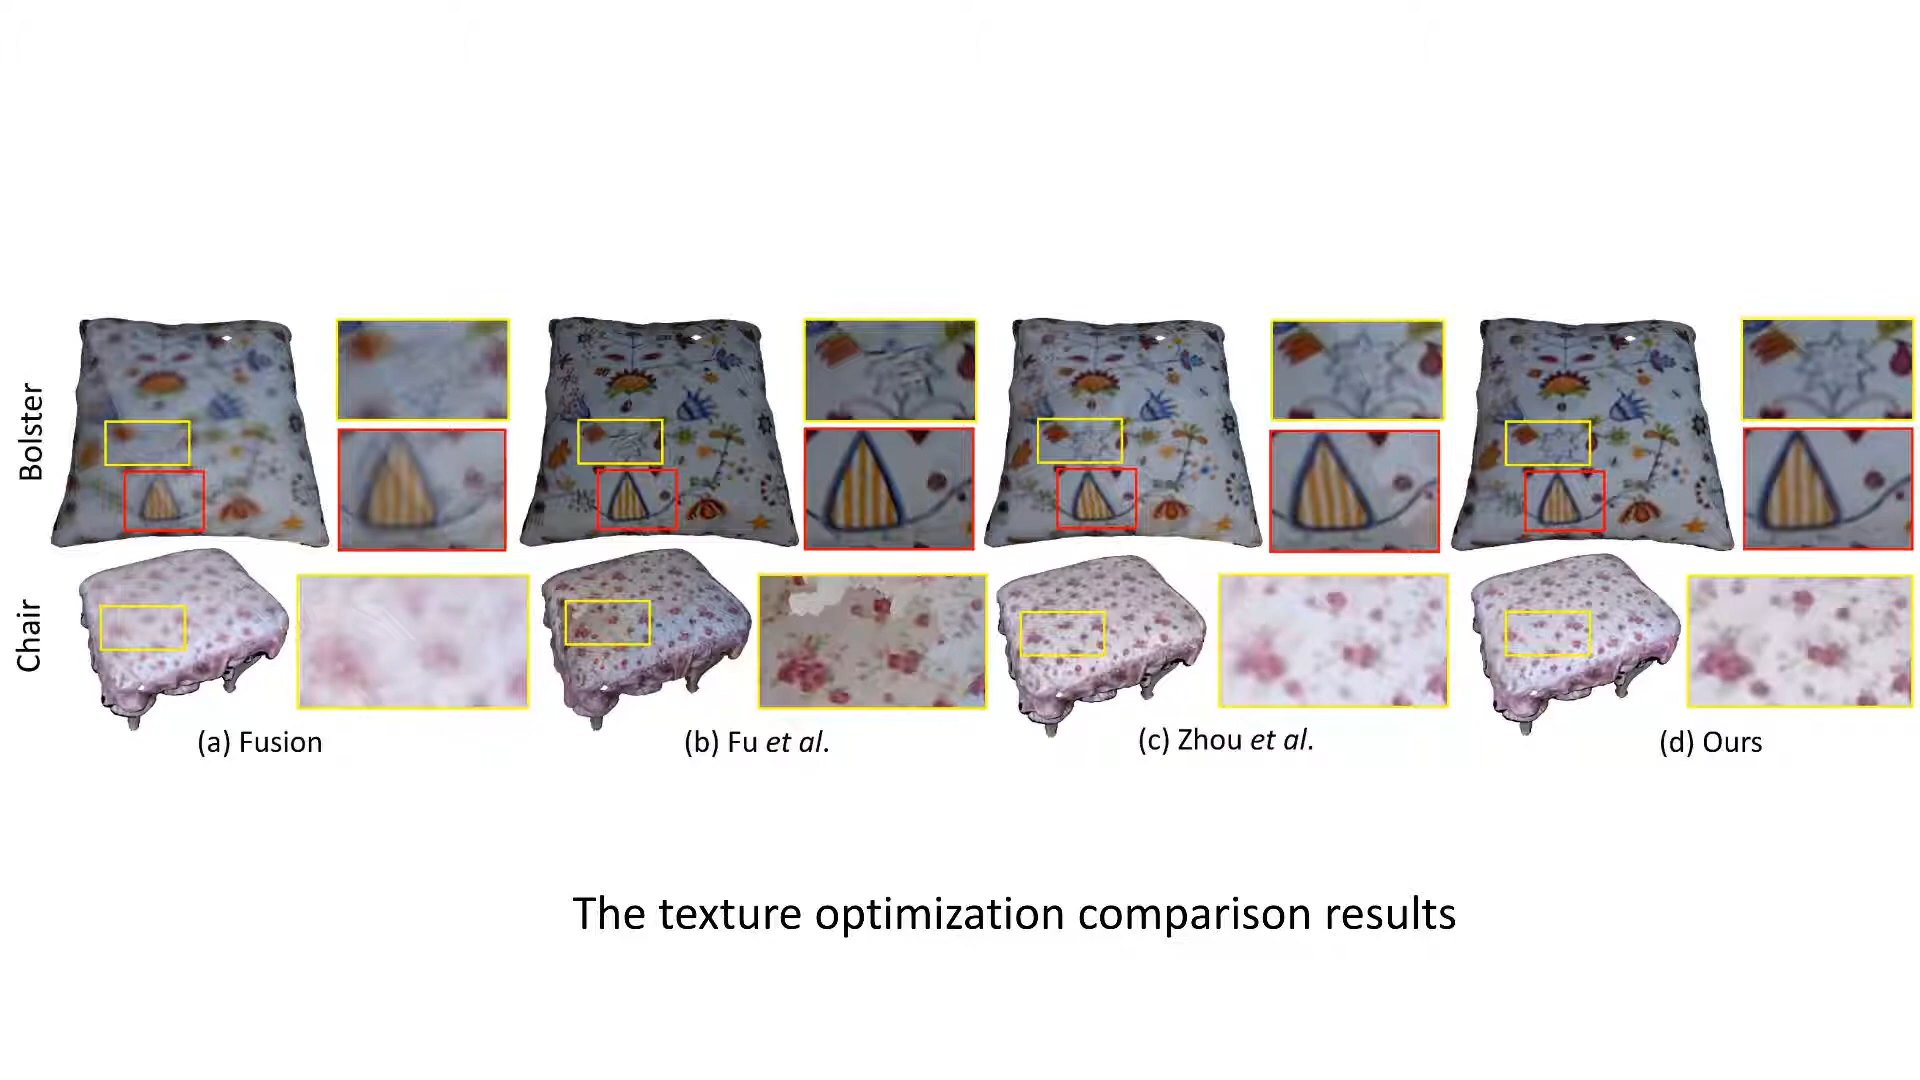 Bolster
Chair
(a) Fusion
(b) Fu et al.
(c) Zhou et al.
(d) Ours
The texture optimization comparison results